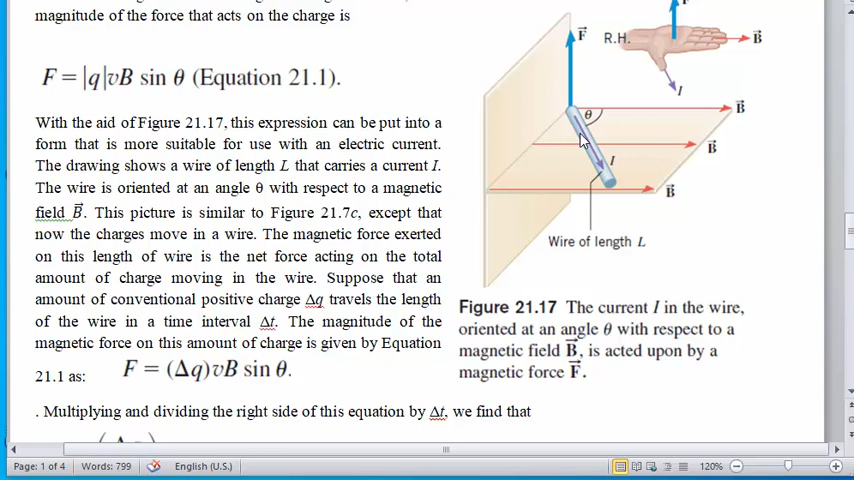 magnitude of the force that acts on the charge is
F = |q|vB sin θ (Equation 21.1).
With the aid of Figure 21.17, this expression can be put into a
form that is more suitable for use with an electric current.
The drawing shows a wire of length L that carries a current I.
The wire is oriented at an angle θ with respect to a magnetic
field B⃗. This picture is similar to Figure 21.7c, except that
now the charges move in a wire. The magnetic force exerted
on this length of wire is the net force acting on the total
amount of charge moving in the wire. Suppose that an
amount of conventional positive charge Δq travels the length
of the wire in a time interval Δt. The magnitude of the
magnetic force on this amount of charge is given by Equation
21.1 as: F = (Δq)vB sin θ.
. Multiplying and dividing the right side of this equation by Δt, we find that
F⃗
R.H.
B⃗
I
θ
B⃗
B⃗
I
B⃗
Wire of length L
Figure 21.17 The current I in the wire,
oriented at an angle θ with respect to a
magnetic field B⃗, is acted upon by a
magnetic force F⃗.
Page: 1 of 4
Words: 799
English (U.S.)
120%